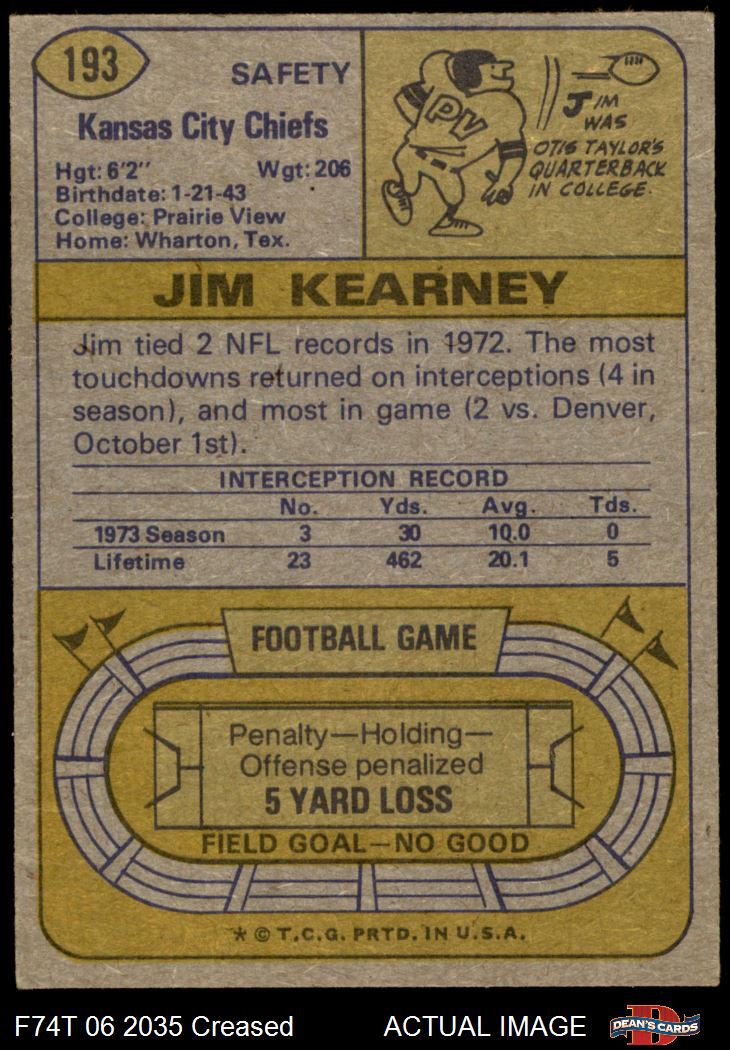 193
SAFETY
Kansas City Chiefs
Hgt: 6'2" Wgt: 206
Birthdate: 1-21-43
College: Prairie View
Home: Wharton, Tex.
PV
JIM
WAS
OTIS TAYLOR'S
QUARTERBACK
IN COLLEGE.
JIM KEARNEY
Jim tied 2 NFL records in 1972. The most
touchdowns returned on interceptions (4 in
season), and most in game (2 vs. Denver,
October 1st).
INTERCEPTION RECORD
No. Yds. Avg. Tds.
1973 Season 3 30 10.0 0
Lifetime 23 462 20.1 5
FOOTBALL GAME
Penalty—Holding—
Offense penalized
5 YARD LOSS
FIELD GOAL—NO GOOD
* © T.C.G. PRTD. IN U.S.A.
F74T 06 2035 Creased ACTUAL IMAGE DEAN'S CARDS